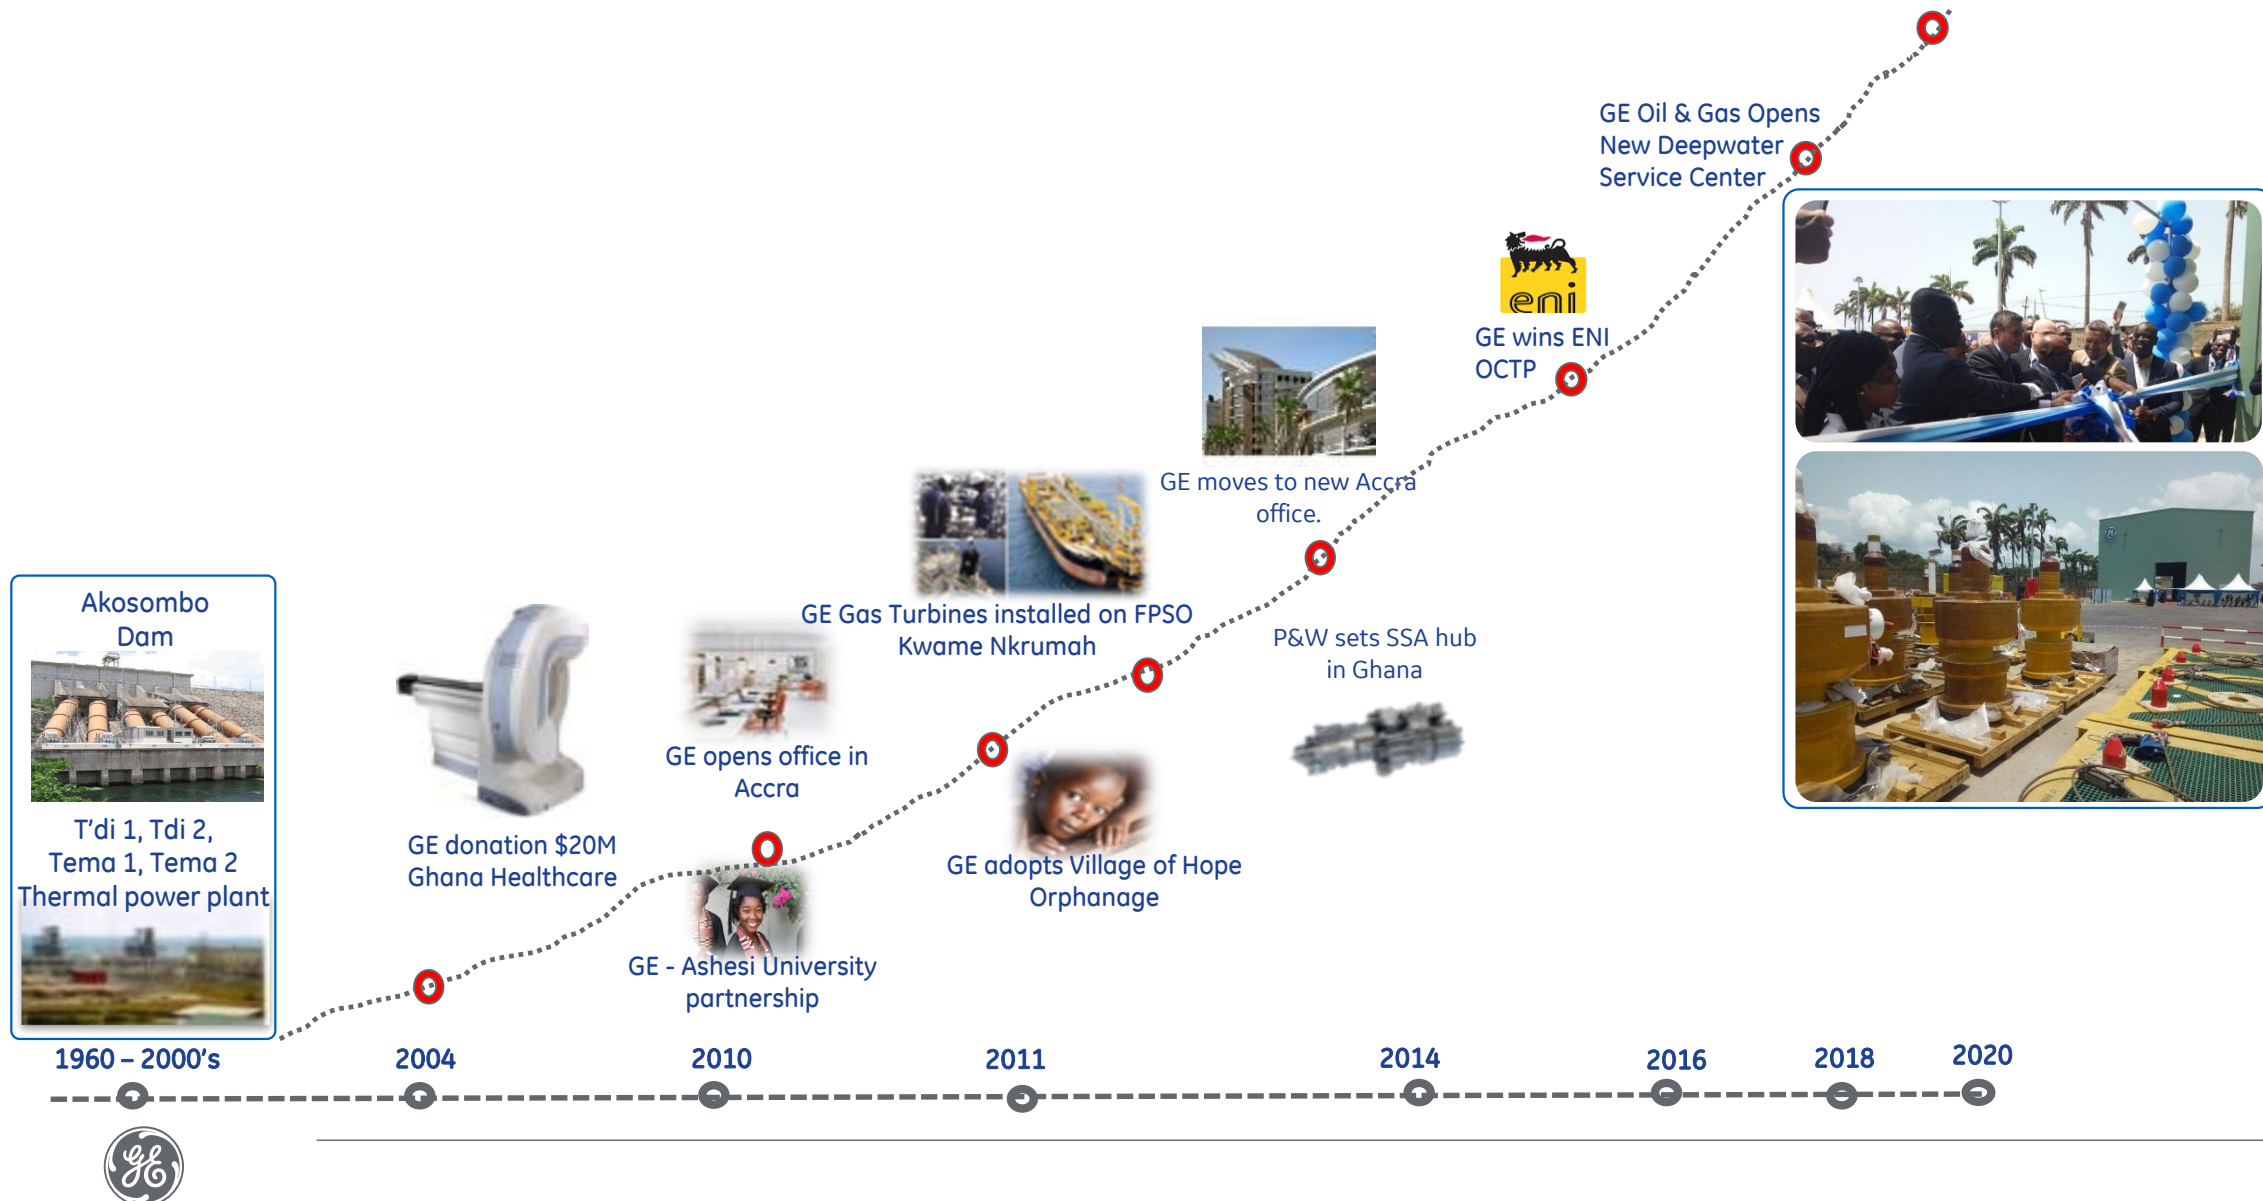 GE Oil & Gas Opens
New Deepwater
Service Center
eni
GE wins ENI
OCTP
GE moves to new Accra
office.
GE Gas Turbines installed on FPSO
Kwame Nkrumah
P&W sets SSA hub
in Ghana
Akosombo
Dam
T'di 1, Tdi 2,
Tema 1, Tema 2
Thermal power plant
GE donation $20M
Ghana Healthcare
GE opens office in
Accra
GE adopts Village of Hope
Orphanage
GE - Ashesi University
partnership
1960 – 2000's
2004
2010
2011
2014
2016
2018
2020
GE